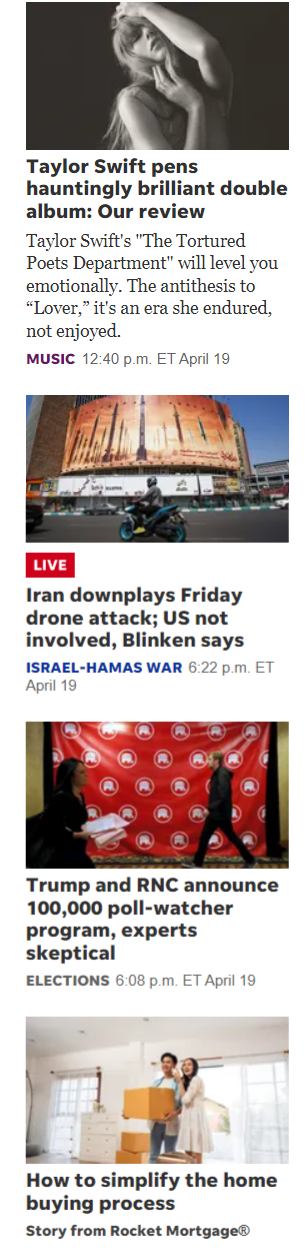 Taylor Swift pens
hauntingly brilliant double
album: Our review
Taylor Swift's "The Tortured
Poets Department" will level you
emotionally. The antithesis to
“Lover,” it's an era she endured,
not enjoyed.
MUSIC 12:40 p.m. ET April 19
LIVE
Iran downplays Friday
drone attack; US not
involved, Blinken says
ISRAEL-HAMAS WAR 6:22 p.m. ET
April 19
Trump and RNC announce
100,000 poll-watcher
program, experts
skeptical
ELECTIONS 6:08 p.m. ET April 19
How to simplify the home
buying process
Story from Rocket Mortgage®